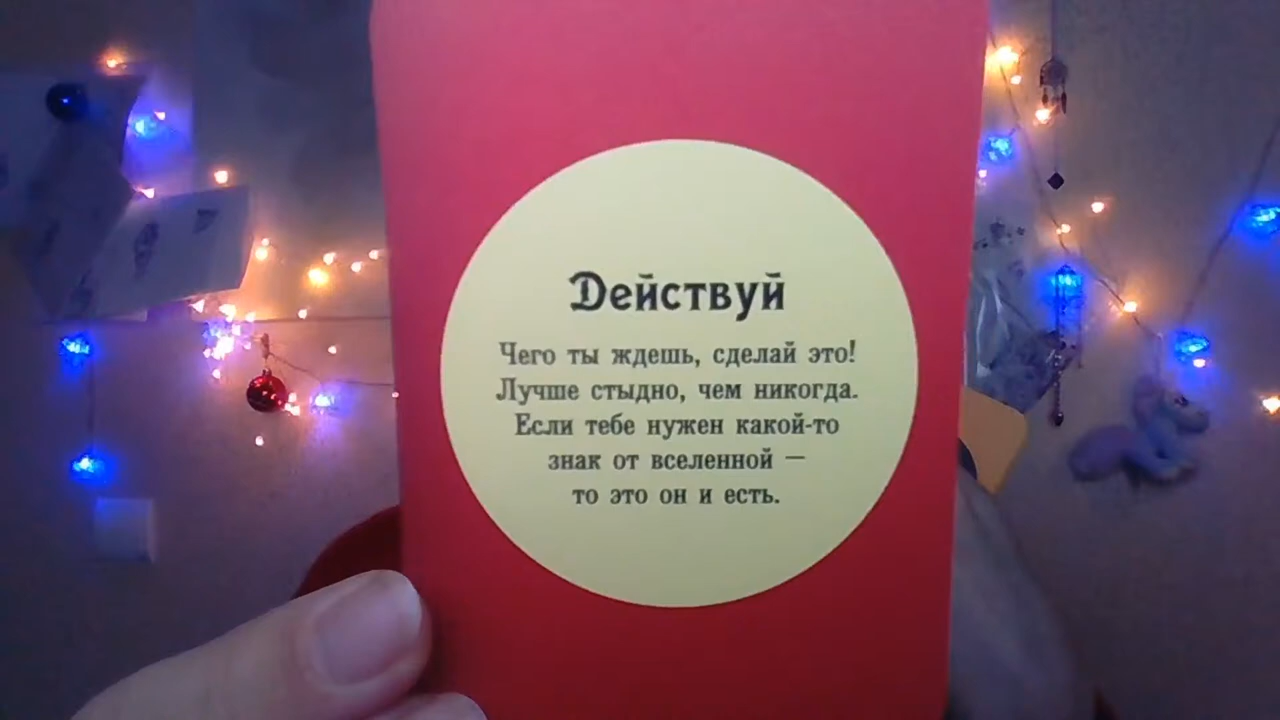 Действуй
Чего ты ждешь, сделай это!
Лучше стыдно, чем никогда.
Если тебе нужен какой-то
знак от вселенной —
то это он и есть.